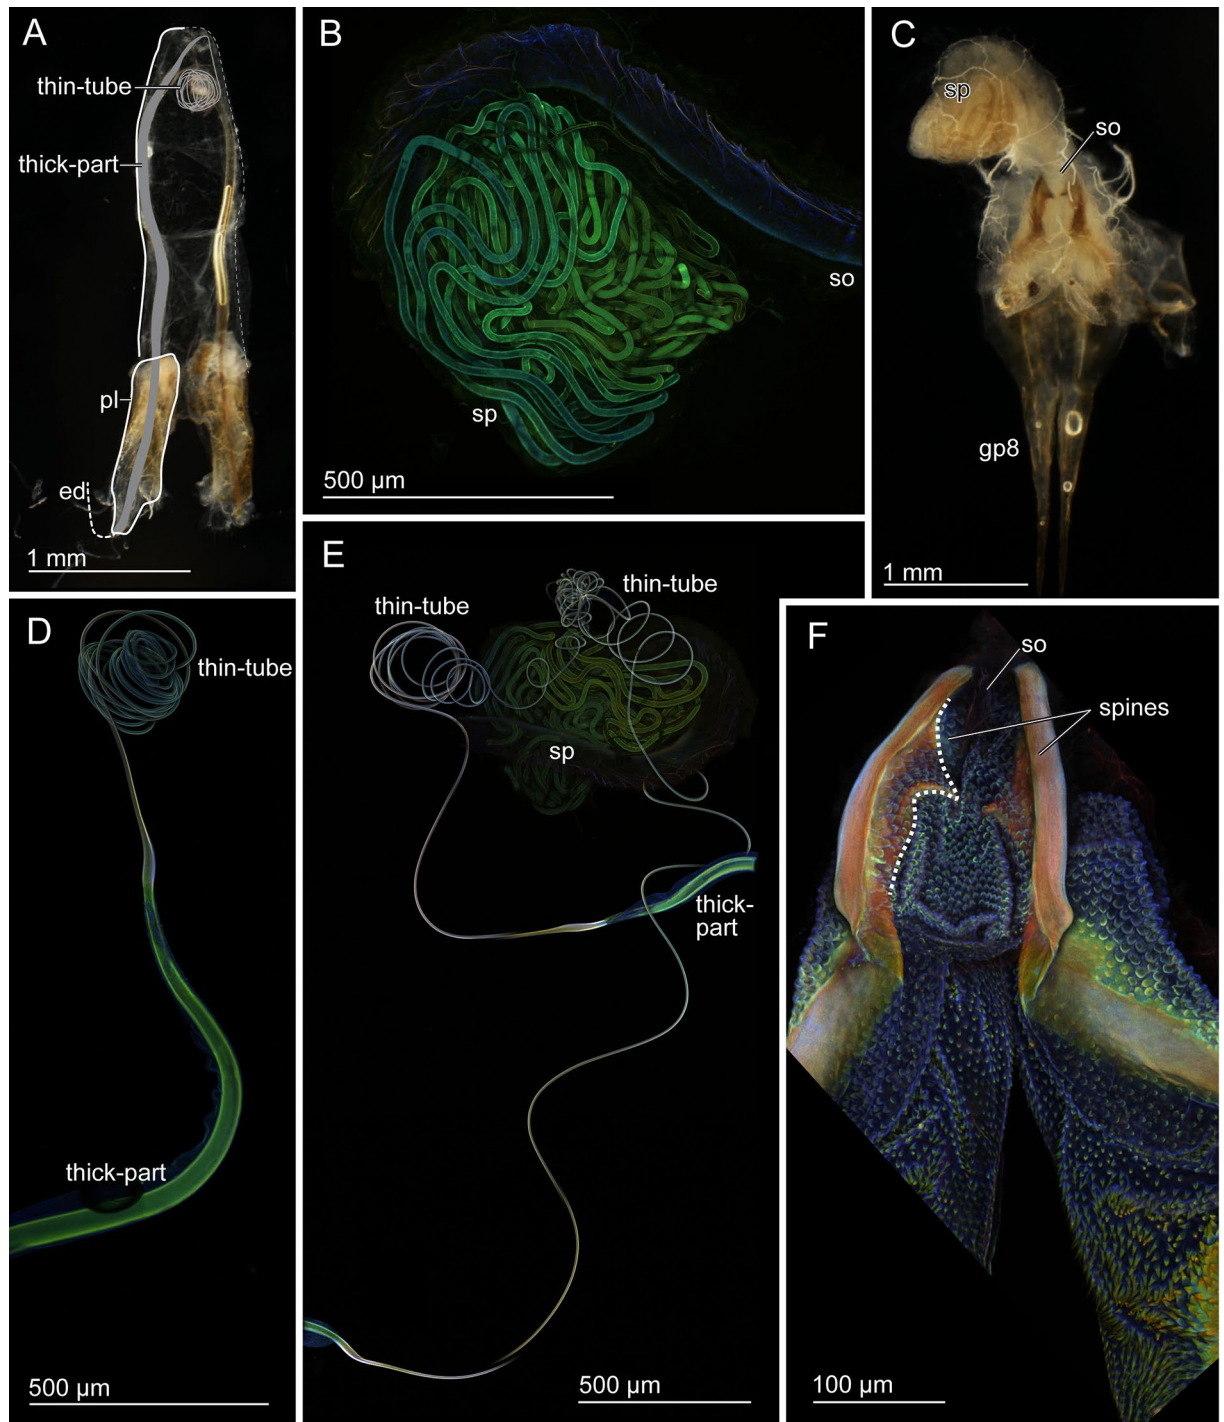 A
thin-tube
thick-part
pl
ed
1 mm
B
so
sp
500 µm
C
sp
so
gp8
1 mm
D
thin-tube
thick-part
500 µm
E
thin-tube
thin-tube
sp
thick-
part
500 µm
F
so
spines
100 µm